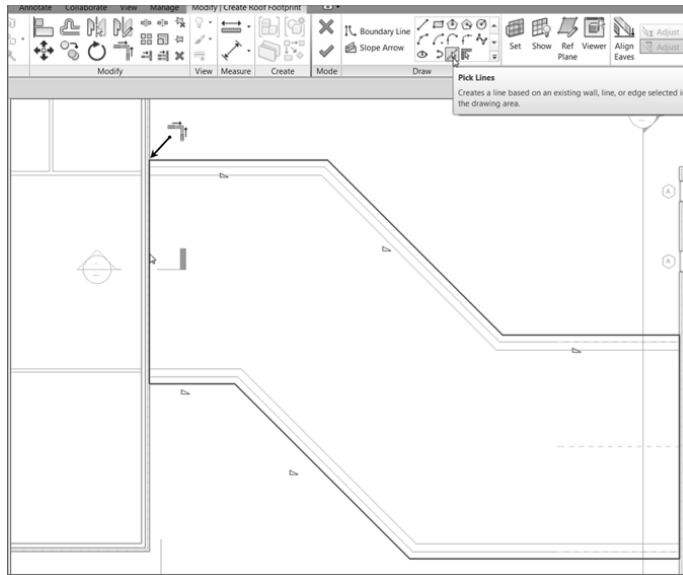 Annotate Collaborate View Manage Modify | Create Roof Footprint
Boundary Line
Slope Arrow
Set Show Ref Plane Viewer Align Eaves
Adjust
Adjust
Modify View Measure Create Mode Draw
Pick Lines
Creates a line based on an existing wall, line, or edge selected i
the drawing area.
A
A